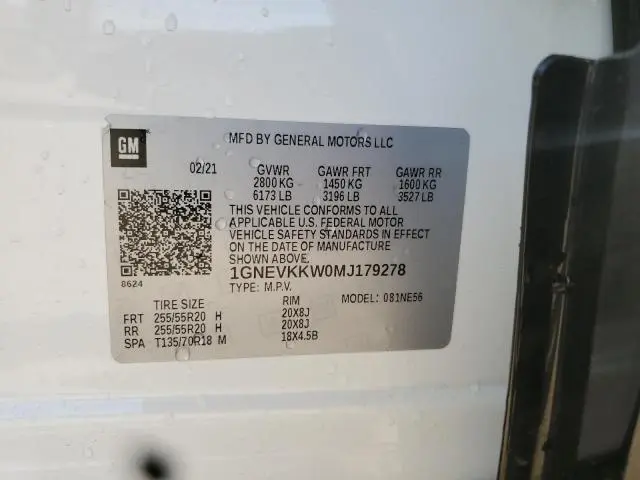 GM
MFD BY GENERAL MOTORS LLC
02/21 GVWR GAWR FRT GAWR RR
2800 KG 1450 KG 1600 KG
6173 LB 3196 LB 3527 LB
THIS VEHICLE CONFORMS TO ALL
APPLICABLE U.S. FEDERAL MOTOR
VEHICLE SAFETY STANDARDS IN EFFECT
ON THE DATE OF MANUFACTURE
SHOWN ABOVE.
8624
1GNEVKKW0MJ179278
TYPE: M.P.V. MODEL: 081NE56
TIRE SIZE RIM
FRT 255/55R20 H 20X8J
RR 255/55R20 H 20X8J
SPA T135/70R18 M 18X4.5B